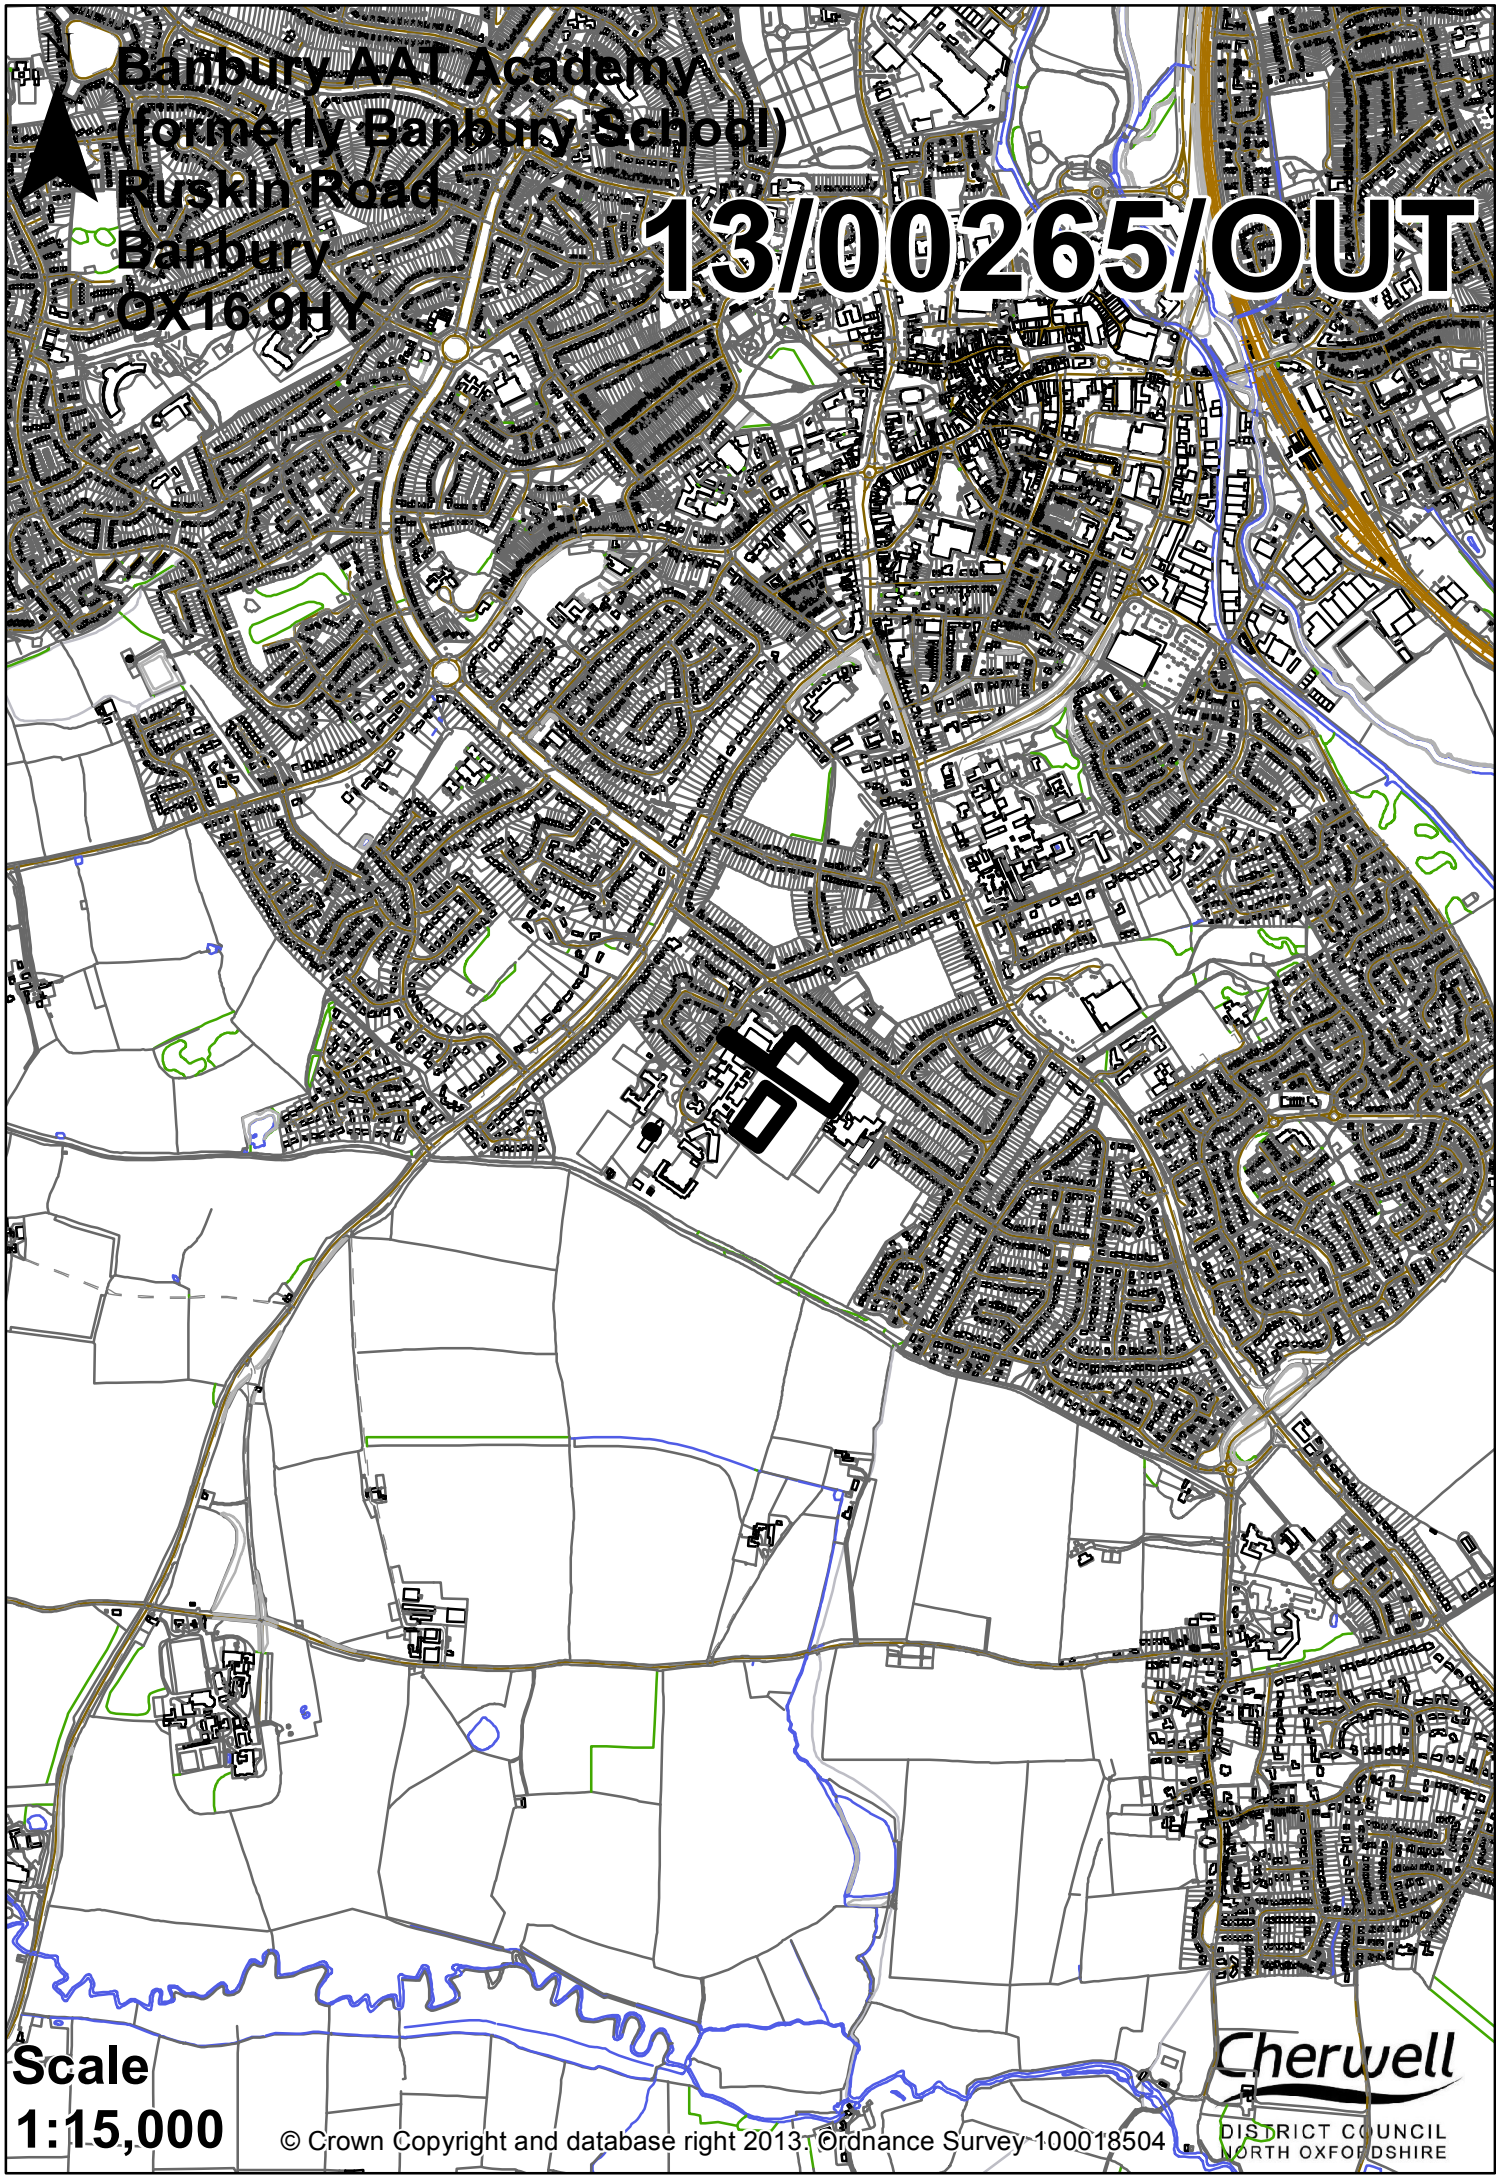 N
Banbury AAT Academy
(formerly Banbury School)
Ruskin Road
Banbury
OX16 9HY
13/00265/OUT
Scale
1:15,000
© Crown Copyright and database right 2013. Ordnance Survey 100018504
Cherwell
DISTRICT COUNCIL
NORTH OXFORDSHIRE